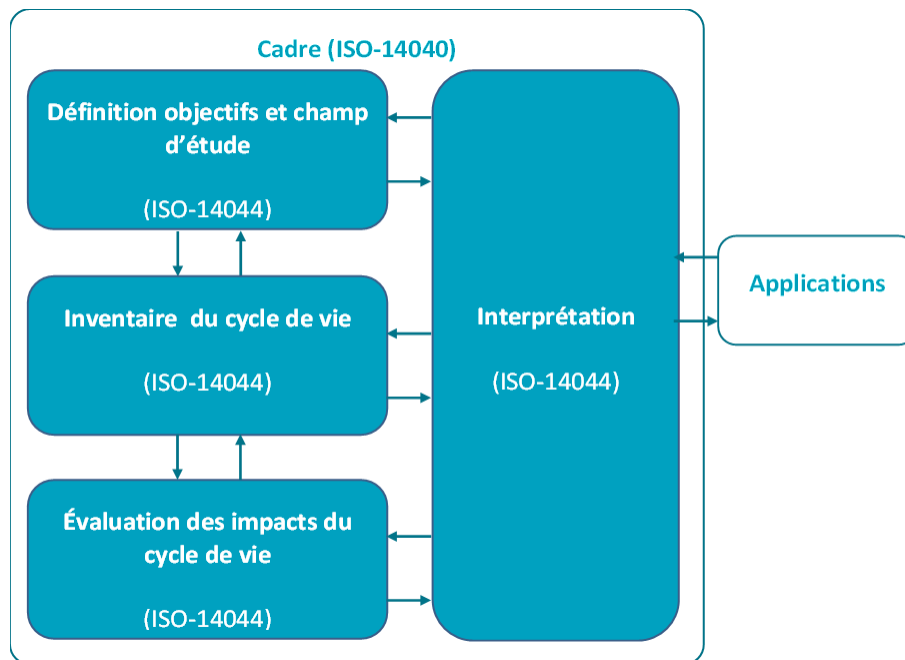 Cadre (ISO-14040)
Définition objectifs et champ
d'étude
(ISO-14044)
Inventaire du cycle de vie
(ISO-14044)
Évaluation des impacts du
cycle de vie
(ISO-14044)
Interprétation
(ISO-14044)
Applications